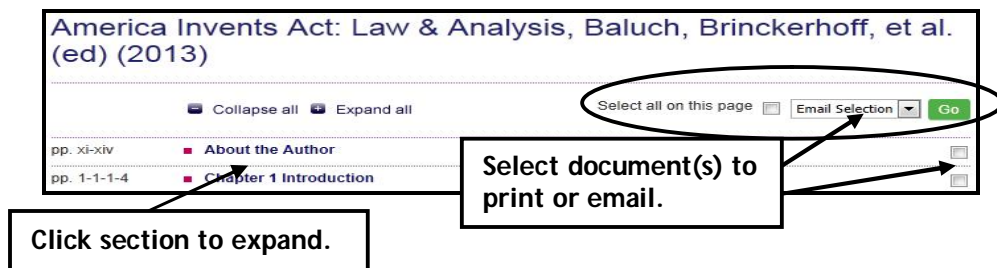 America Invents Act: Law & Analysis, Baluch, Brinckerhoff, et al.
(ed) (2013)
Collapse all Expand all Select all on this page Email Selection Go
pp. xi-xiv About the Author
pp. 1-1-1-4 Chapter 1 Introduction
Select document(s) to
print or email.
Click section to expand.